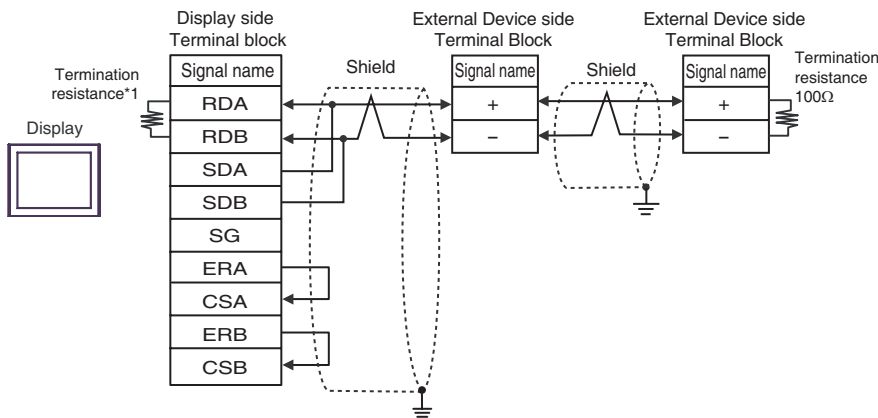 Display side
Terminal block
External Device side
Terminal Block
External Device side
Terminal Block
Termination
resistance*1
Display
Signal name
RDA
RDB
SDA
SDB
SG
ERA
CSA
ERB
CSB
Shield
Signal name
+
−
Shield
Signal name
+
−
Termination
resistance
100Ω